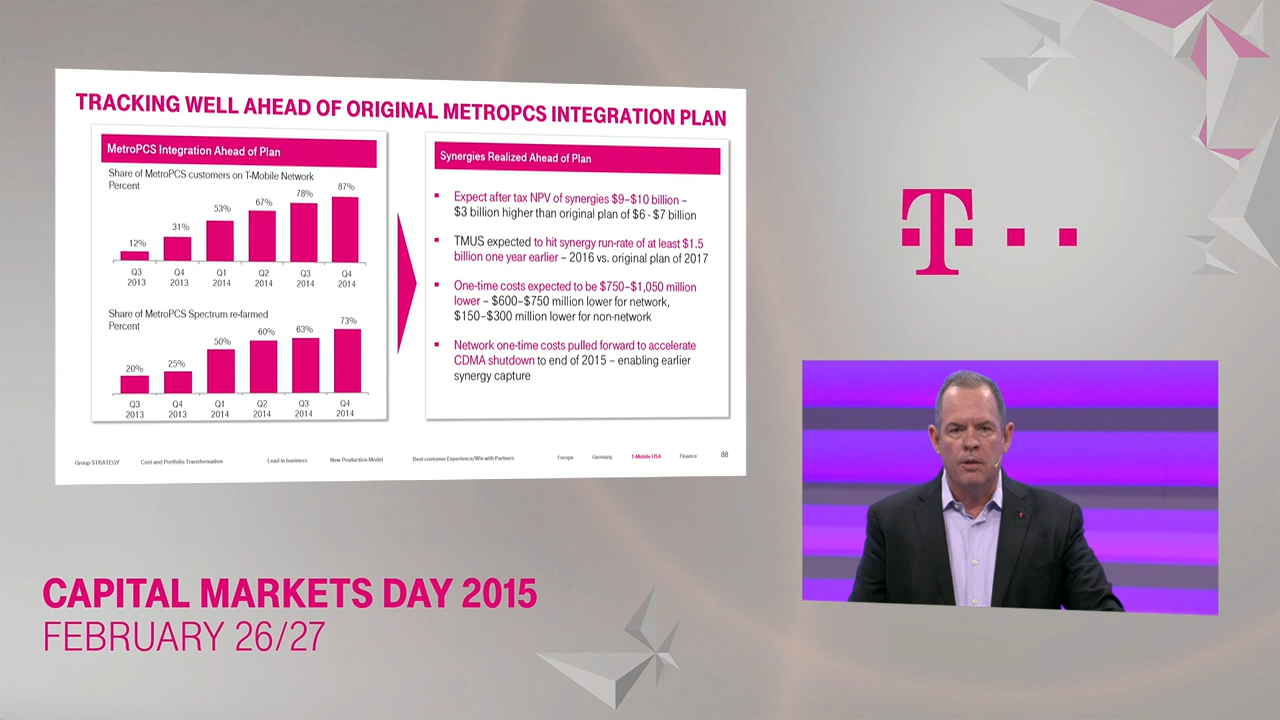 TRACKING WELL AHEAD OF ORIGINAL METROPCS INTEGRATION PLAN
MetroPCS Integration Ahead of Plan
Share of MetroPCS customers on T-Mobile Network
Percent
12%
31%
53%
67%
78%
87%
Q3 Q4 Q1 Q2 Q3 Q4
2013 2013 2014 2014 2014 2014
Share of MetroPCS Spectrum re-farmed
Percent
20%
25%
50%
60%
63%
73%
Q3 Q4 Q1 Q2 Q3 Q4
2013 2013 2014 2014 2014 2014
Synergies Realized Ahead of Plan
Expect after tax NPV of synergies $9–$10 billion –
$3 billion higher than original plan of $6 - $7 billion
TMUS expected to hit synergy run-rate of at least $1.5
billion one year earlier – 2016 vs. original plan of 2017
One-time costs expected to be $750–$1,050 million
lower – $600–$750 million lower for network,
$150–$300 million lower for non-network
Network one-time costs pulled forward to accelerate
CDMA shutdown to end of 2015 – enabling earlier
synergy capture
Group STRATEGY Cost and Portfolio Transformation Lead in business New Production Model Best customer Experience/Win with Partners Europe Germany T-Mobile USA Finance 88
T
CAPITAL MARKETS DAY 2015
FEBRUARY 26/27